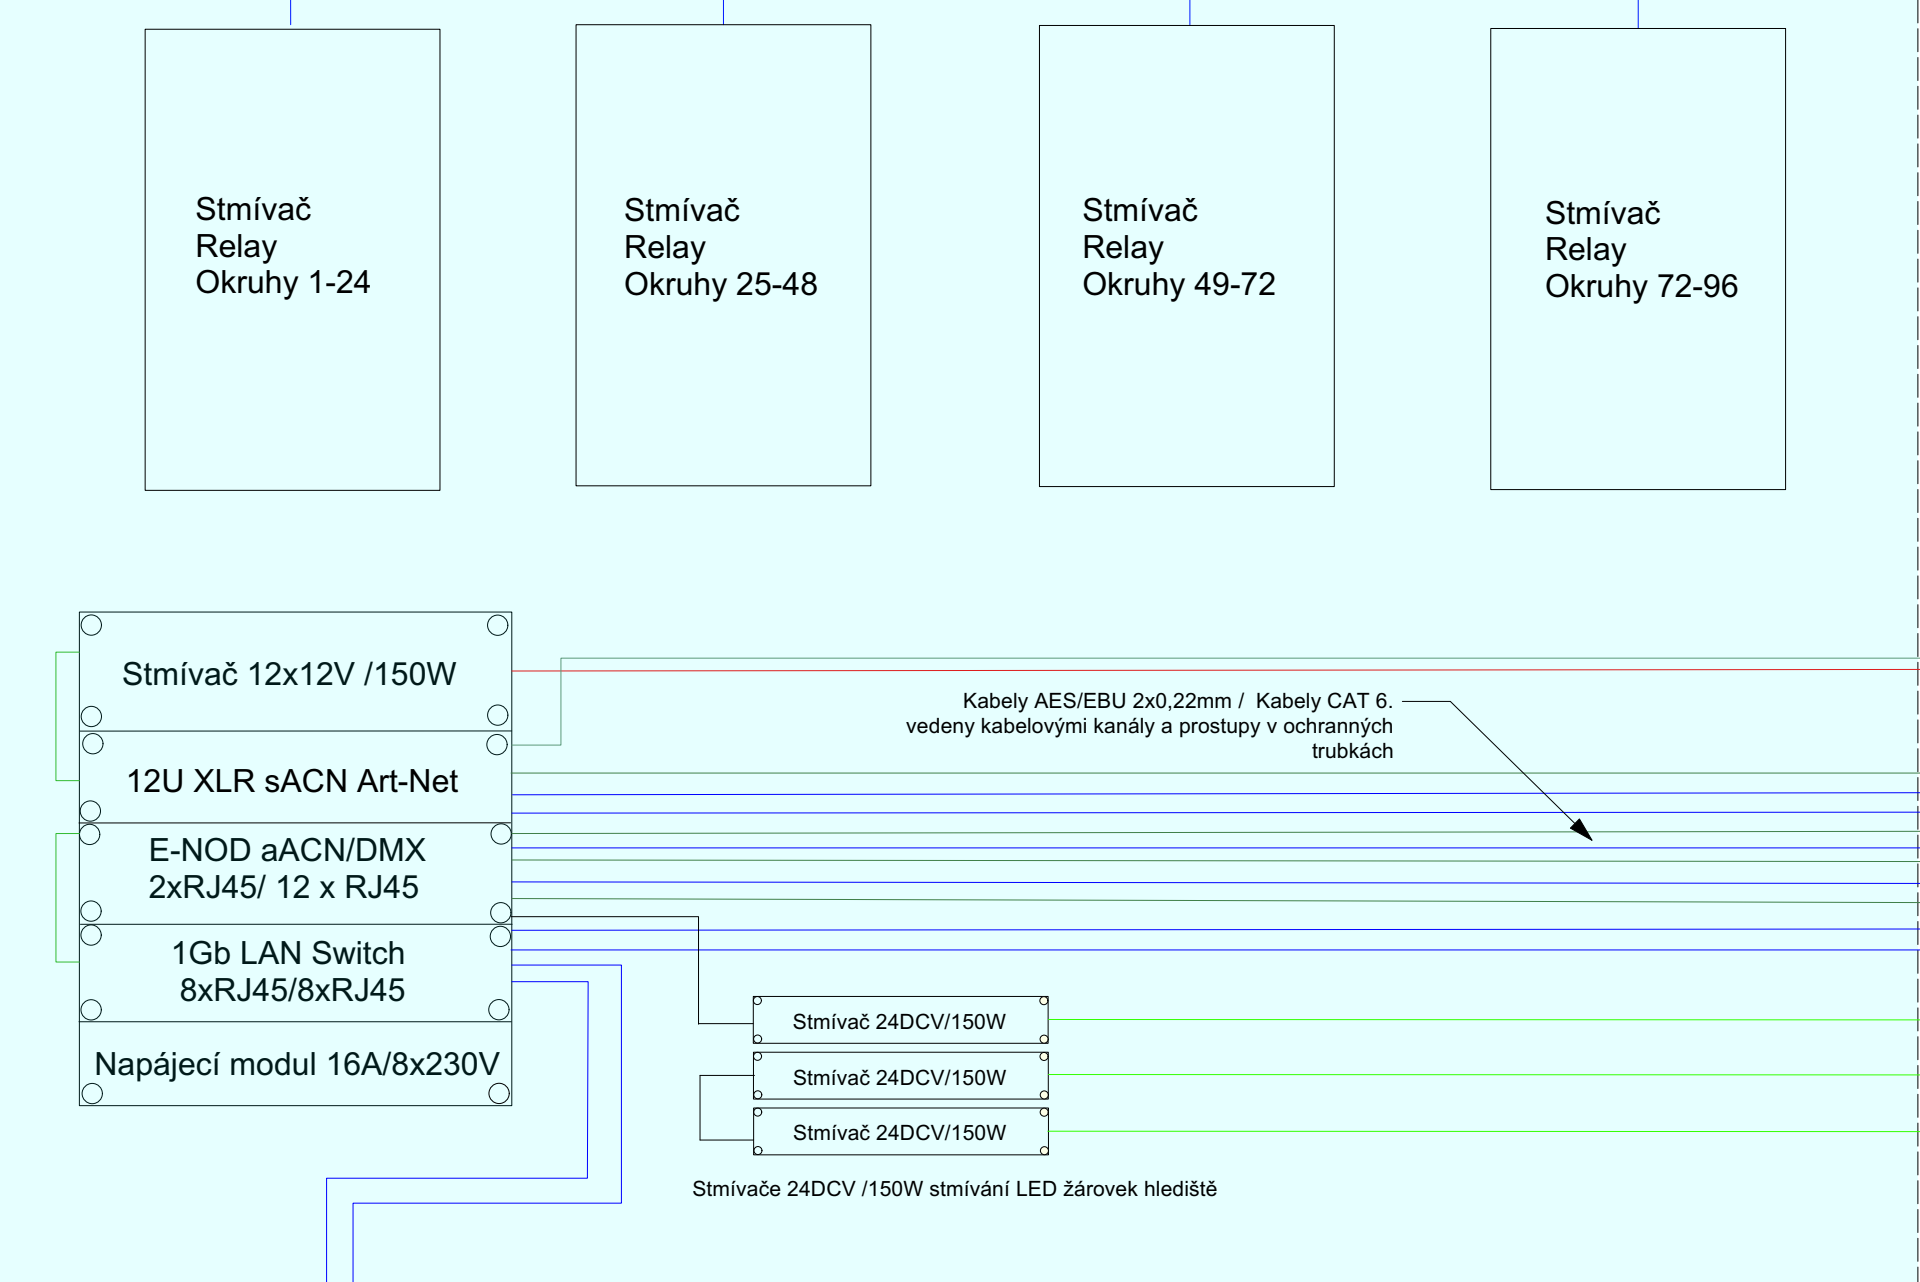 Stmívač
Relay
Okruhy 1-24
Stmívač
Relay
Okruhy 25-48
Stmívač
Relay
Okruhy 49-72
Stmívač
Relay
Okruhy 72-96
Stmívač 12x12V /150W
12U XLR sACN Art-Net
E-NOD aACN/DMX
2xRJ45/ 12 x RJ45
1Gb LAN Switch
8xRJ45/8xRJ45
Napájecí modul 16A/8x230V
Kabely AES/EBU 2x0,22mm /  Kabely CAT 6.
vedeny kabelovými kanály a prostupy v ochranných
trubkách
Stmívač 24DCV/150W
Stmívač 24DCV/150W
Stmívač 24DCV/150W
Stmívače 24DCV /150W stmívání LED žárovek hlediště